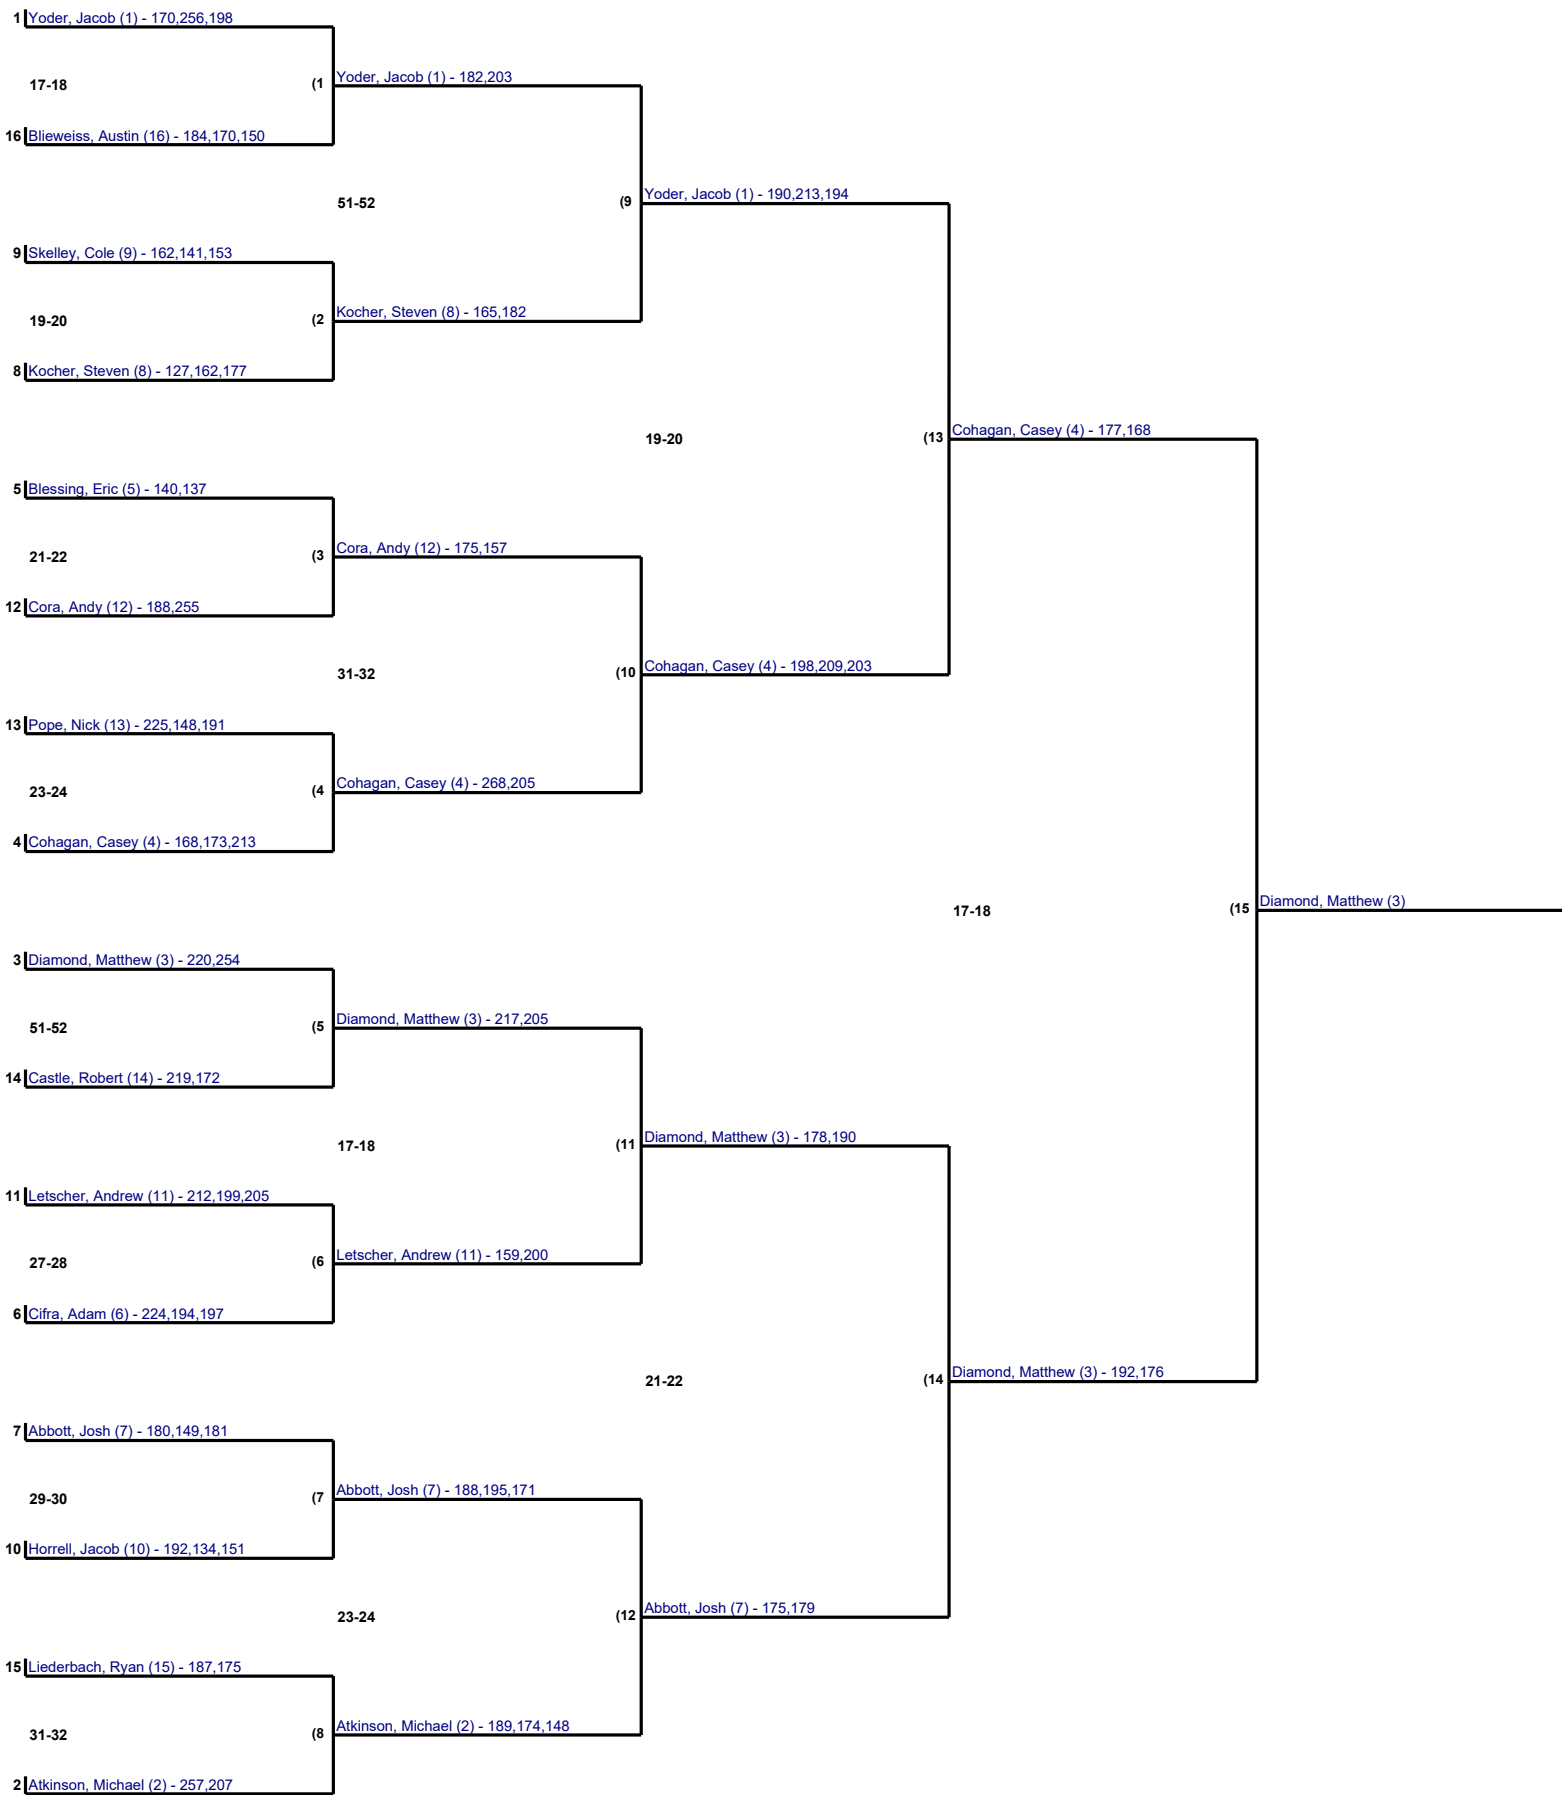 1 Yoder, Jacob (1) - 170,256,198
17-18 (1 Yoder, Jacob (1) - 182,203
16 Blieweiss, Austin (16) - 184,170,150
51-52 (9 Yoder, Jacob (1) - 190,213,194
9 Skelley, Cole (9) - 162,141,153
19-20 (2 Kocher, Steven (8) - 165,182
8 Kocher, Steven (8) - 127,162,177
19-20 (13 Cohagan, Casey (4) - 177,168
5 Blessing, Eric (5) - 140,137
21-22 (3 Cora, Andy (12) - 175,157
12 Cora, Andy (12) - 188,255
31-32 (10 Cohagan, Casey (4) - 198,209,203
13 Pope, Nick (13) - 225,148,191
23-24 (4 Cohagan, Casey (4) - 268,205
4 Cohagan, Casey (4) - 168,173,213
17-18 (15 Diamond, Matthew (3)
3 Diamond, Matthew (3) - 220,254
51-52 (5 Diamond, Matthew (3) - 217,205
14 Castle, Robert (14) - 219,172
17-18 (11 Diamond, Matthew (3) - 178,190
11 Letscher, Andrew (11) - 212,199,205
27-28 (6 Letscher, Andrew (11) - 159,200
6 Cifra, Adam (6) - 224,194,197
21-22 (14 Diamond, Matthew (3) - 192,176
7 Abbott, Josh (7) - 180,149,181
29-30 (7 Abbott, Josh (7) - 188,195,171
10 Horrell, Jacob (10) - 192,134,151
23-24 (12 Abbott, Josh (7) - 175,179
15 Liederbach, Ryan (15) - 187,175
31-32 (8 Atkinson, Michael (2) - 189,174,148
2 Atkinson, Michael (2) - 257,207